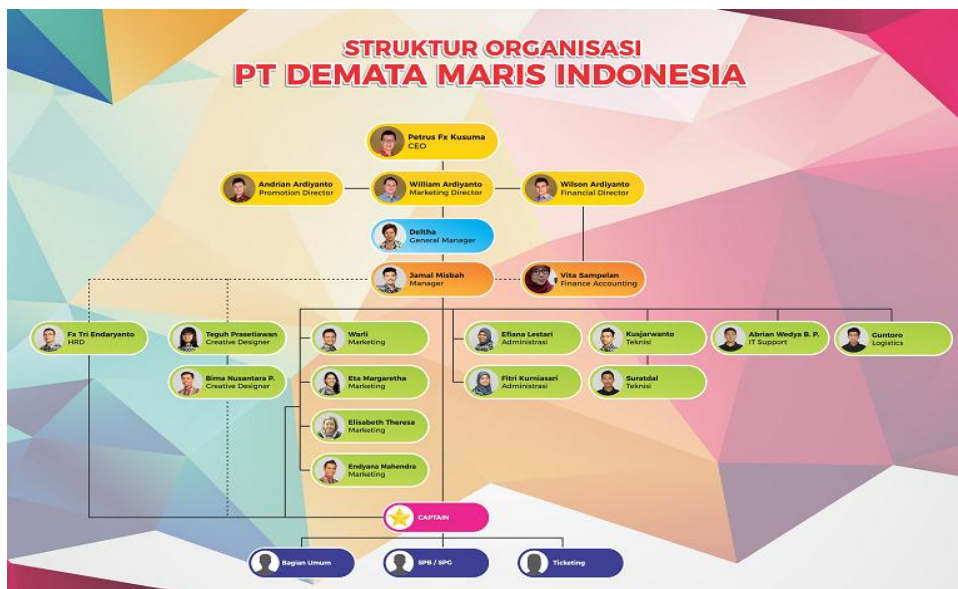 STRUKTUR ORGANISASI
PT DEMATA MARIS INDONESIA
Petrus Fx Kusuma
CEO
Andrian Ardiyanto
Promotion Director
William Ardiyanto
Marketing Director
Wilson Ardiyanto
Financial Director
Deltha
General Manager
Jamal Misbah
Manager
Vita Sampelan
Finance Accounting
Fx Tri Endaryanto
HRD
Teguh Prasetiawan
Creative Designer
Warli
Marketing
Efiana Lestari
Administrasi
Kusjarwanto
Teknisi
Abrian Wedya B. P.
IT Support
Guntoro
Logistics
Bima Nusantara P.
Creative Designer
Eta Margaretha
Marketing
Fitri Kurniasari
Administrasi
Suratdal
Teknisi
Elisabeth Theresa
Marketing
Endyana Mahendra
Marketing
CAPTAIN
Bagian Umum
SPB / SPG
Ticketing